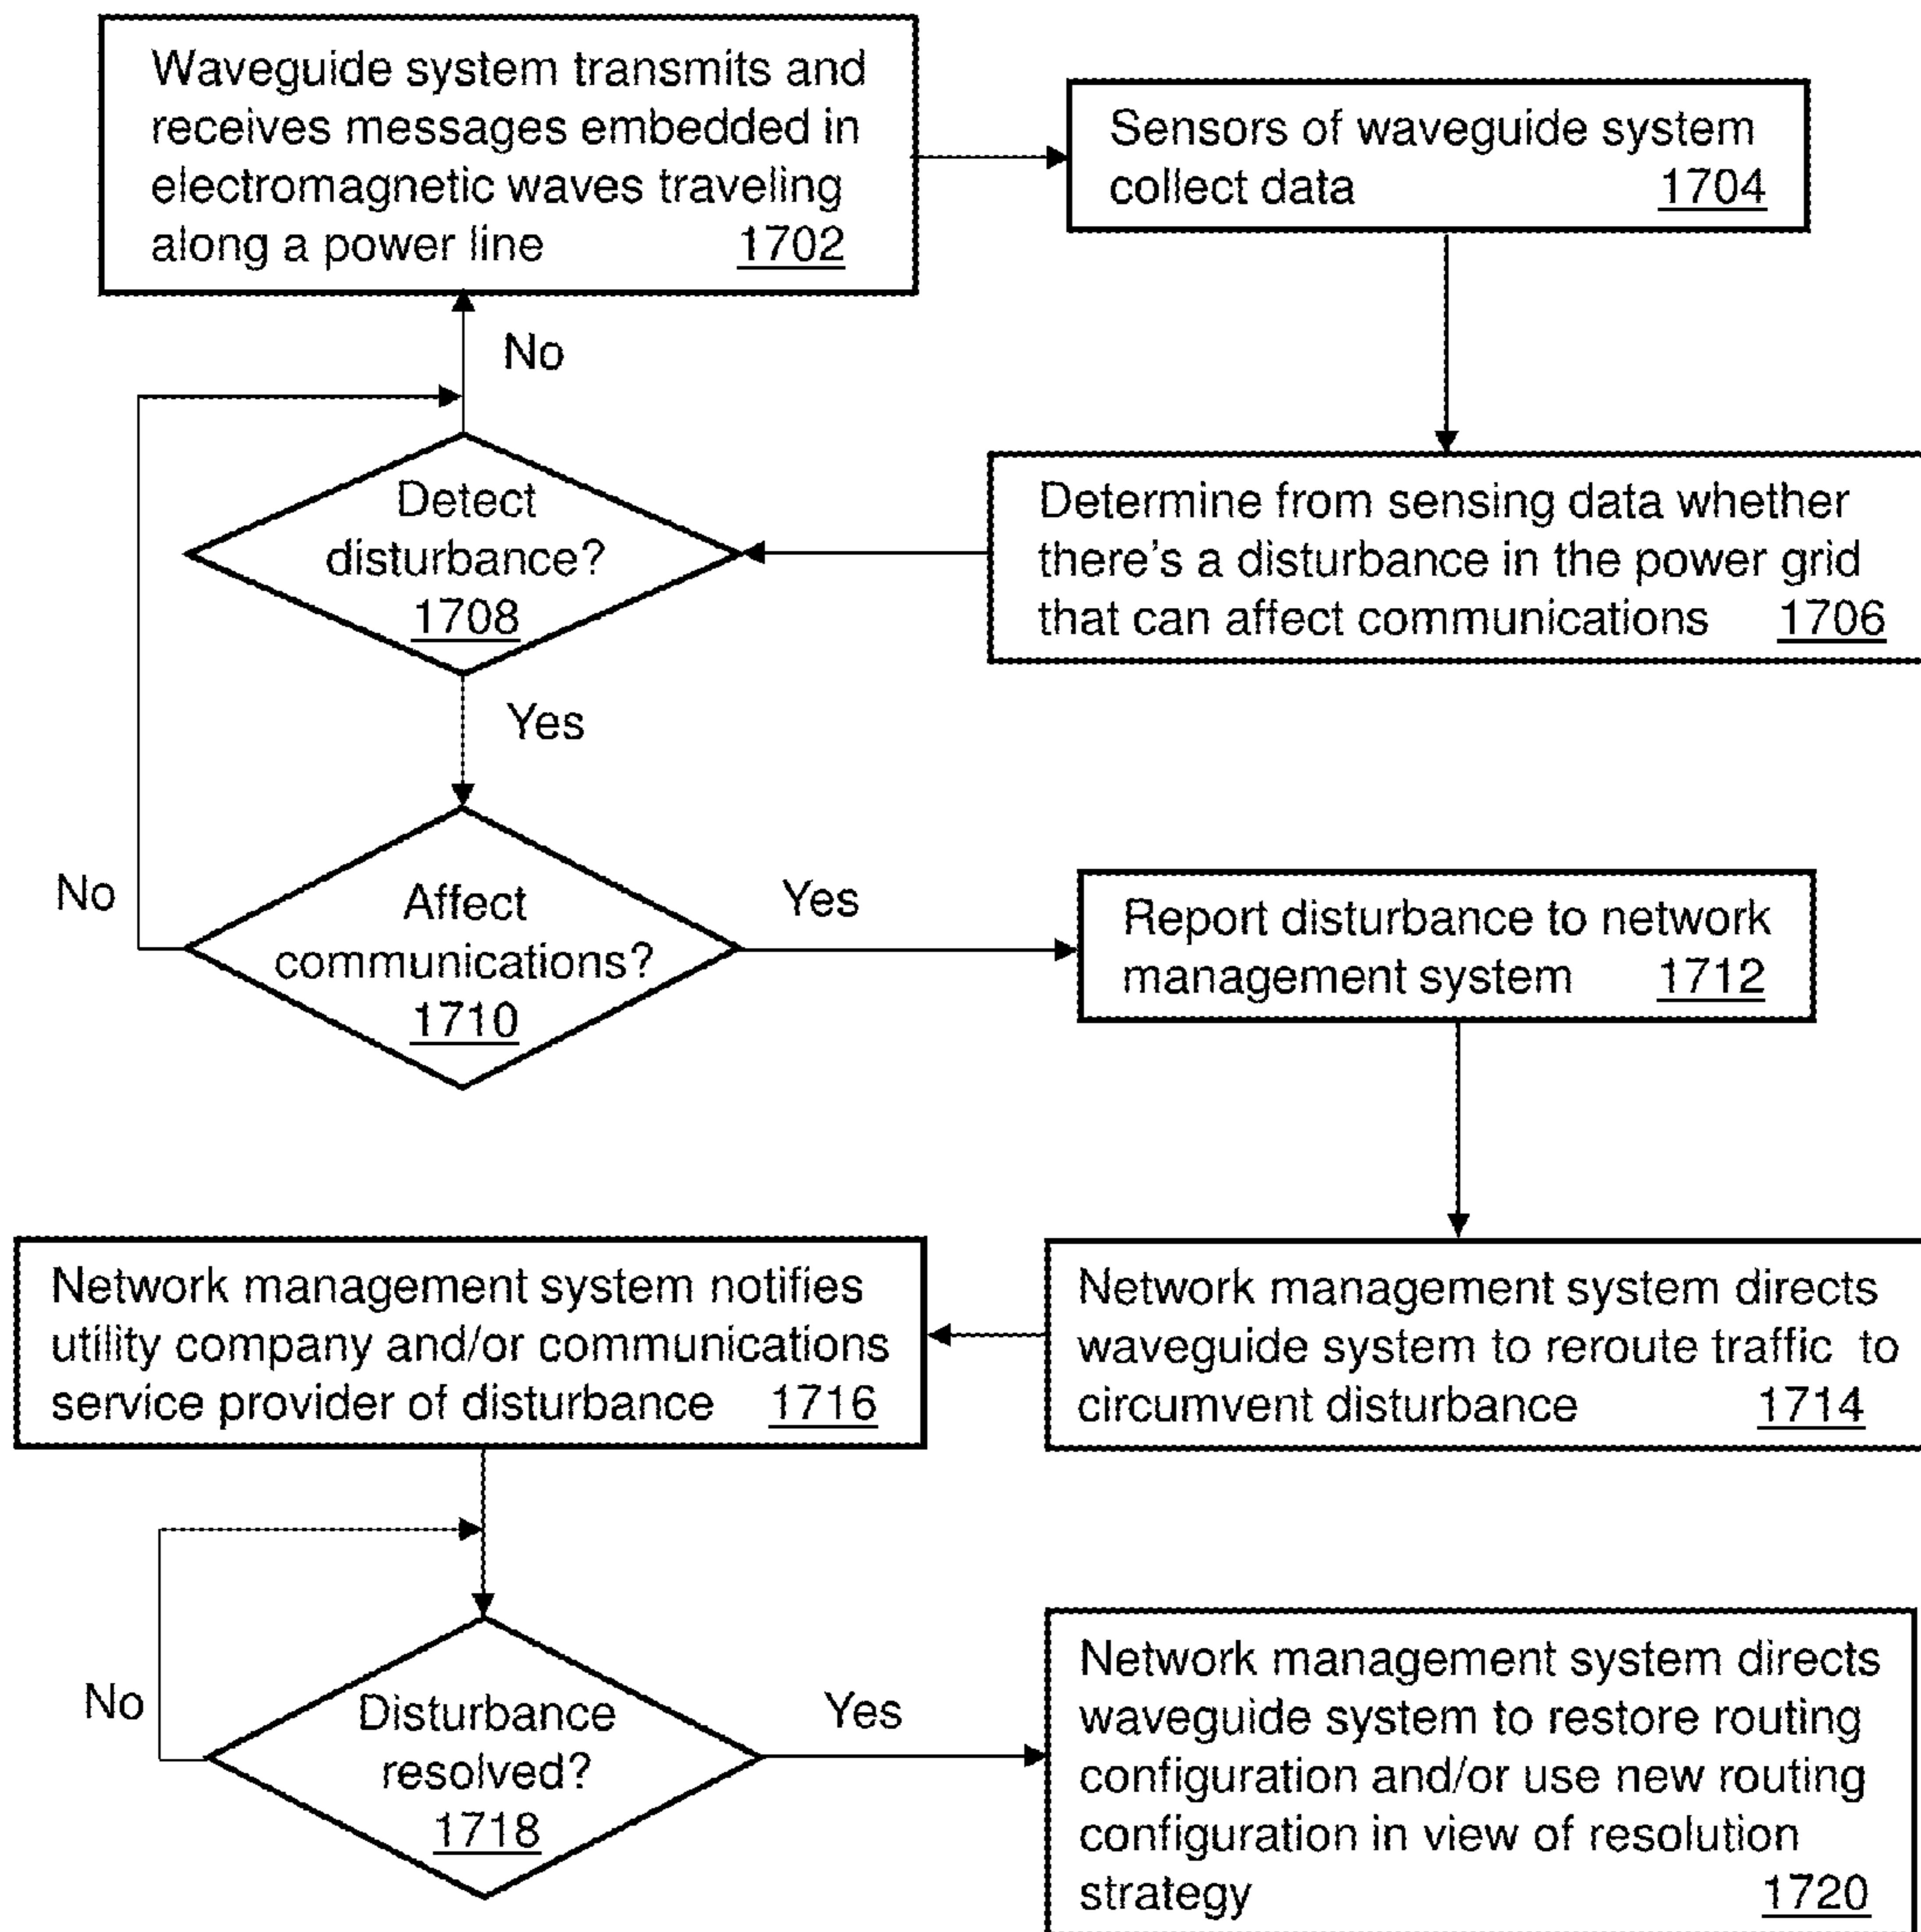 Waveguide system transmits and
receives messages embedded in
electromagnetic waves traveling
along a power line 1702
Sensors of waveguide system
collect data 1704
No
Detect
disturbance?
1708
Determine from sensing data whether
there's a disturbance in the power grid
that can affect communications 1706
Yes
No
Affect
communications?
1710
Yes
Report disturbance to network
management system 1712
Network management system notifies
utility company and/or communications
service provider of disturbance 1716
Network management system directs
waveguide system to reroute traffic to
circumvent disturbance 1714
No
Disturbance
resolved?
1718
Yes
Network management system directs
waveguide system to restore routing
configuration and/or use new routing
configuration in view of resolution
strategy 1720